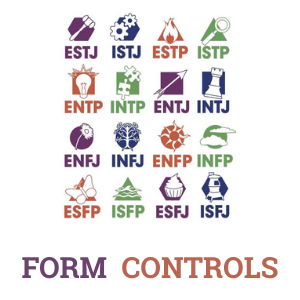 ESTJ ISTJ ESTP ISTP
ENTP INTP ENTJ INTJ
ENFJ INFJ ENFP INFP
ESFP ISFP ESFJ ISFJ
FORM CONTROLS